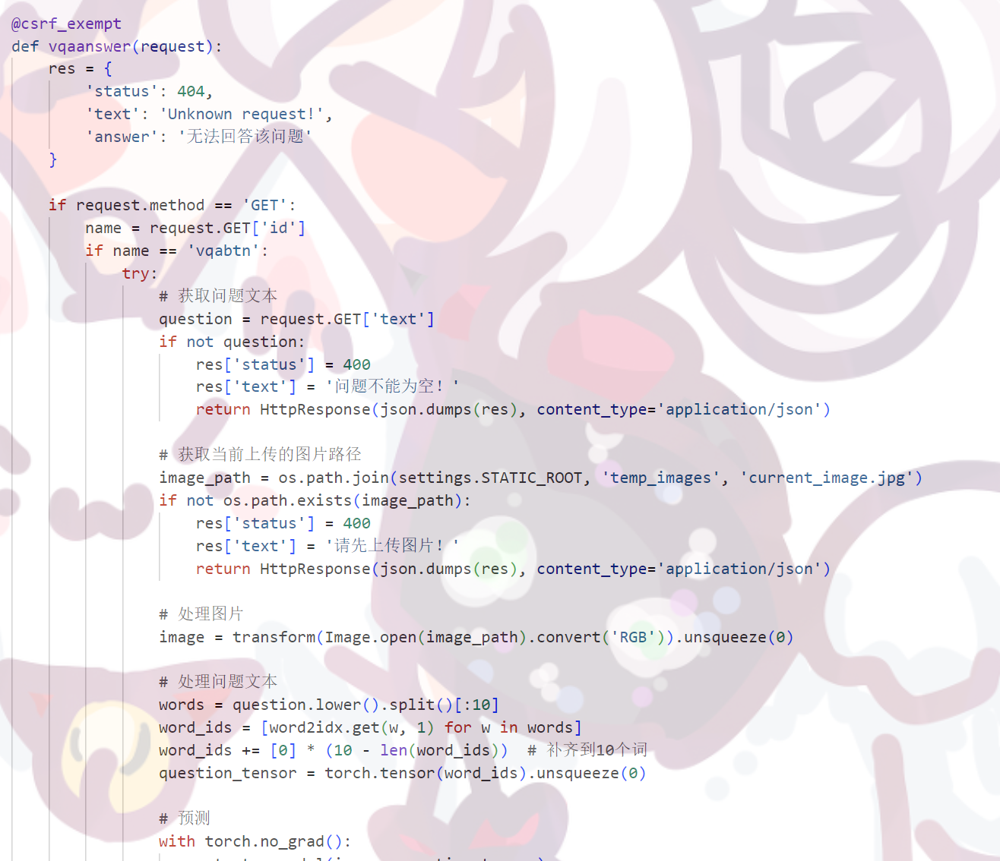 @csrf_exempt
def vqaanswer(request):
    res = {
        'status': 404,
        'text': 'Unknown request!',
        'answer': '无法回答该问题'
    }
    if request.method == 'GET':
        name = request.GET['id']
        if name == 'vqabtn':
            try:
                # 获取问题文本
                question = request.GET['text']
                if not question:
                    res['status'] = 400
                    res['text'] = '问题不能为空！'
                    return HttpResponse(json.dumps(res), content_type='application/json')
                # 获取当前上传的图片路径
                image_path = os.path.join(settings.STATIC_ROOT, 'temp_images', 'current_image.jpg')
                if not os.path.exists(image_path):
                    res['status'] = 400
                    res['text'] = '请先上传图片！'
                    return HttpResponse(json.dumps(res), content_type='application/json')
                # 处理图片
                image = transform(Image.open(image_path).convert('RGB')).unsqueeze(0)
                # 处理问题文本
                words = question.lower().split()[:10]
                word_ids = [word2idx.get(w, 1) for w in words]
                word_ids += [0] * (10 - len(word_ids))  # 补齐到10个词
                question_tensor = torch.tensor(word_ids).unsqueeze(0)
                # 预测
                with torch.no_grad():